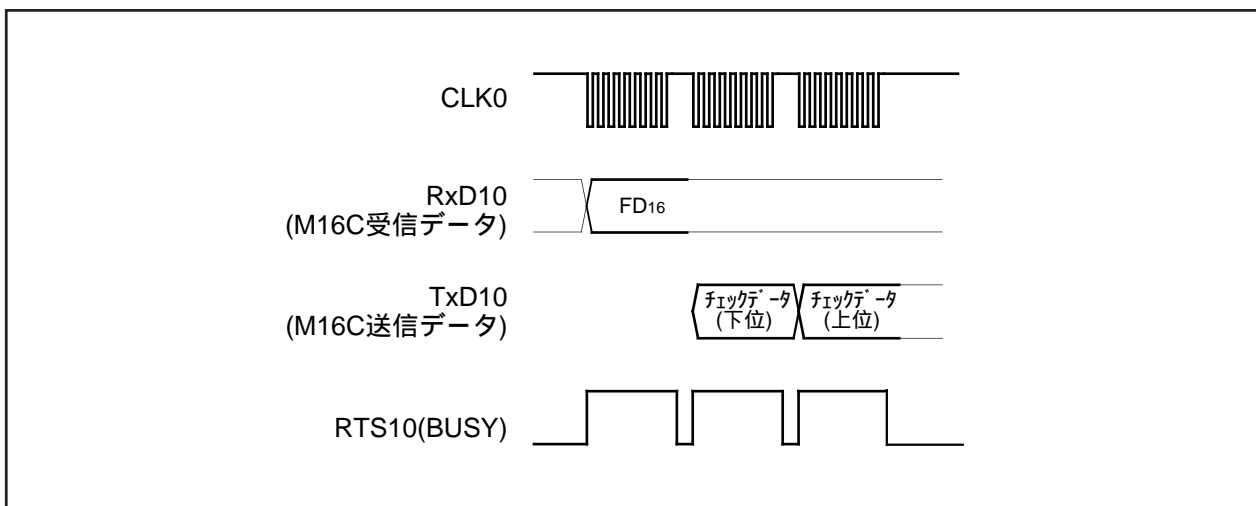 CLK0
RxD10
(M16C受信データ)
FD16
TxD10
(M16C送信データ)
ﾁｪｯｸﾃﾞｰﾀ
(下位)
ﾁｪｯｸﾃﾞｰﾀ
(上位)
RTS10(BUSY)